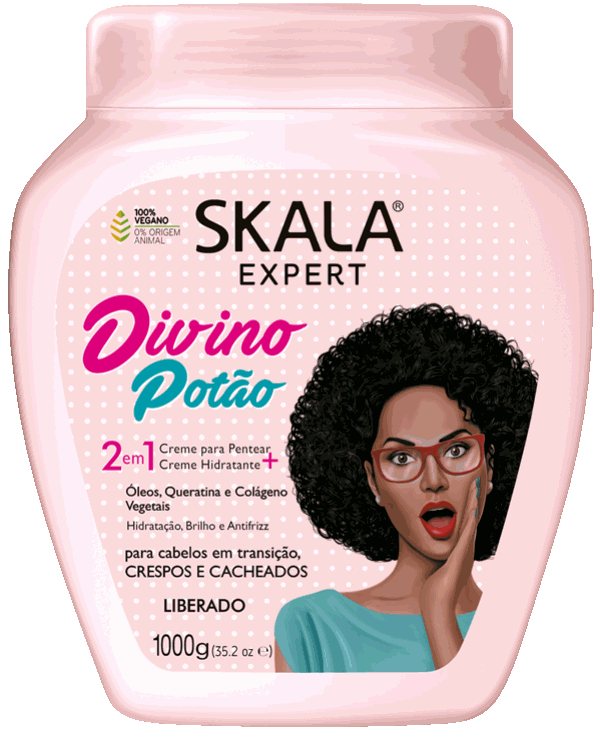 100%
VEGANO
0% ORIGEM
ANIMAL
SKALA®
EXPERT
Divino
Potão
2em1 Creme para Pentear
Creme Hidratante +
Óleos, Queratina e Colágeno
Vegetais
Hidratação, Brilho e Antifrizz
para cabelos em transição,
CRESPOS E CACHEADOS
LIBERADO
1000g (35.2 oz ℮)